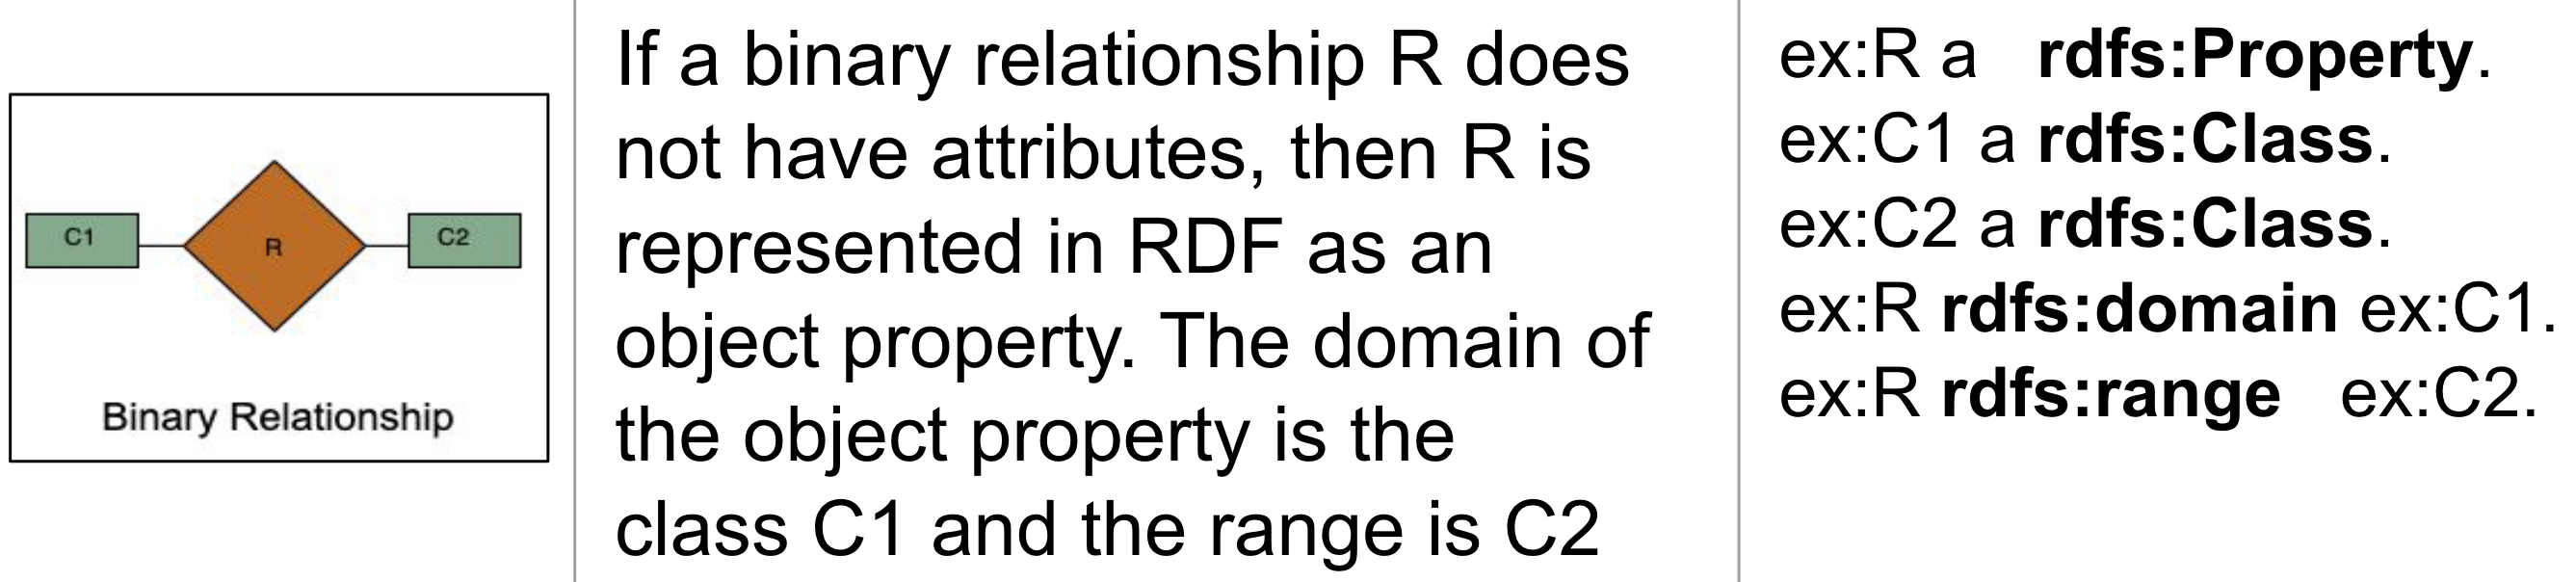 C1
R
C2
Binary Relationship
If a binary relationship R does
not have attributes, then R is
represented in RDF as an
object property. The domain of
the object property is the
class C1 and the range is C2
ex:R a rdfs:Property.
ex:C1 a rdfs:Class.
ex:C2 a rdfs:Class.
ex:R rdfs:domain ex:C1.
ex:R rdfs:range ex:C2.